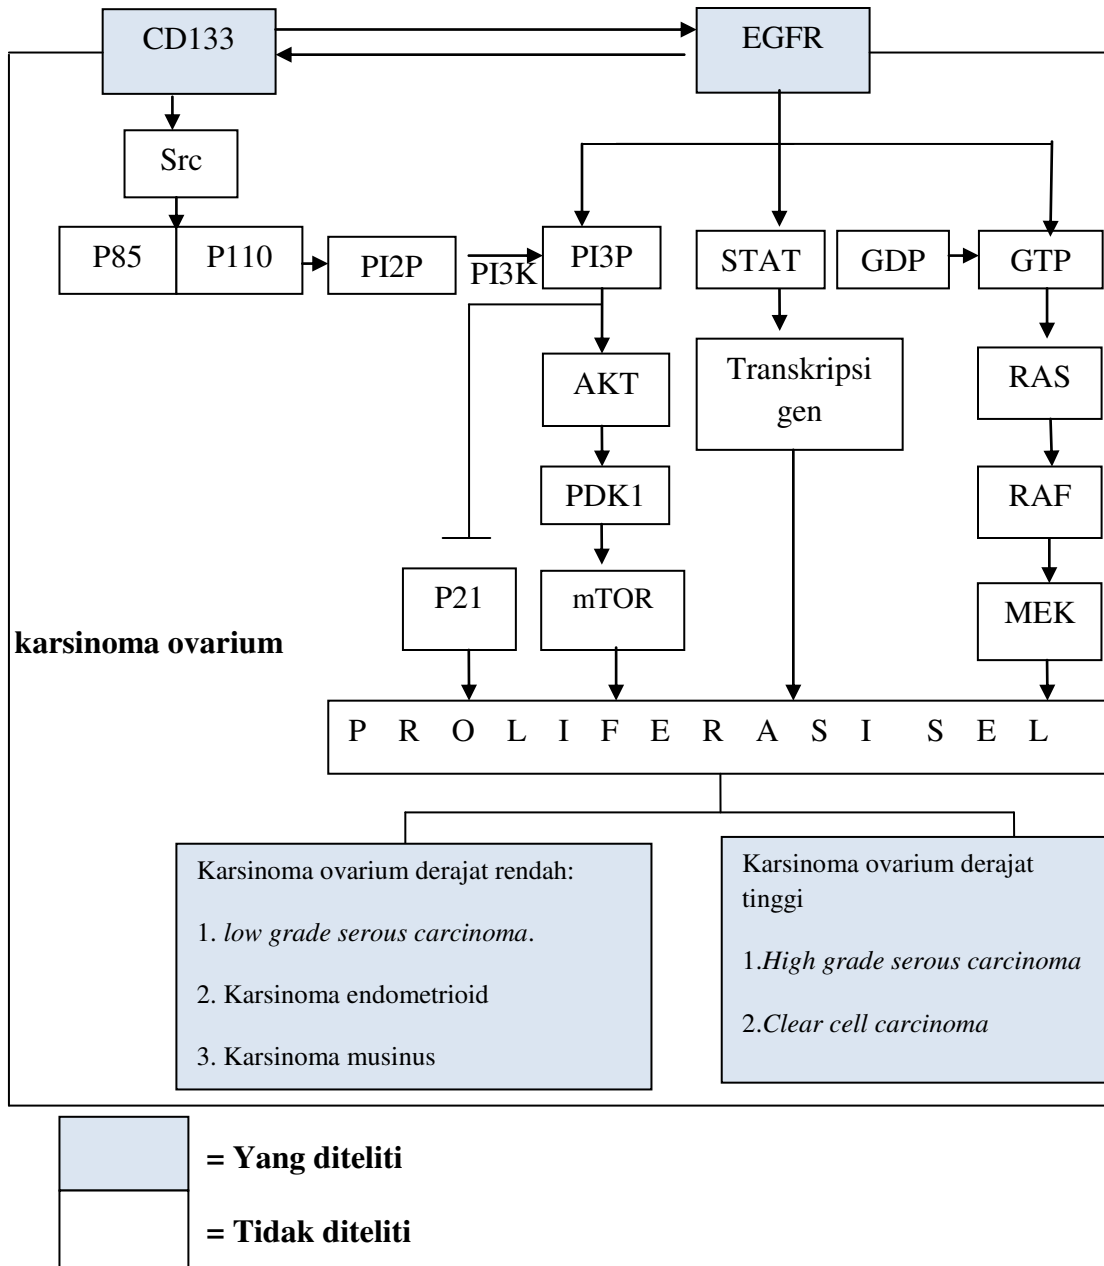 CD133
EGFR
Src
P85
P110
PI2P
PI3K
PI3P
STAT
GDP
GTP
AKT
Transkripsi
gen
RAS
PDK1
RAF
P21
mTOR
MEK
karsinoma ovarium
P R O L I F E R A S I S E L
Karsinoma ovarium derajat rendah:
1. low grade serous carcinoma.
2. Karsinoma endometrioid
3. Karsinoma musinus
Karsinoma ovarium derajat
tinggi
1.High grade serous carcinoma
2.Clear cell carcinoma
= Yang diteliti
= Tidak diteliti